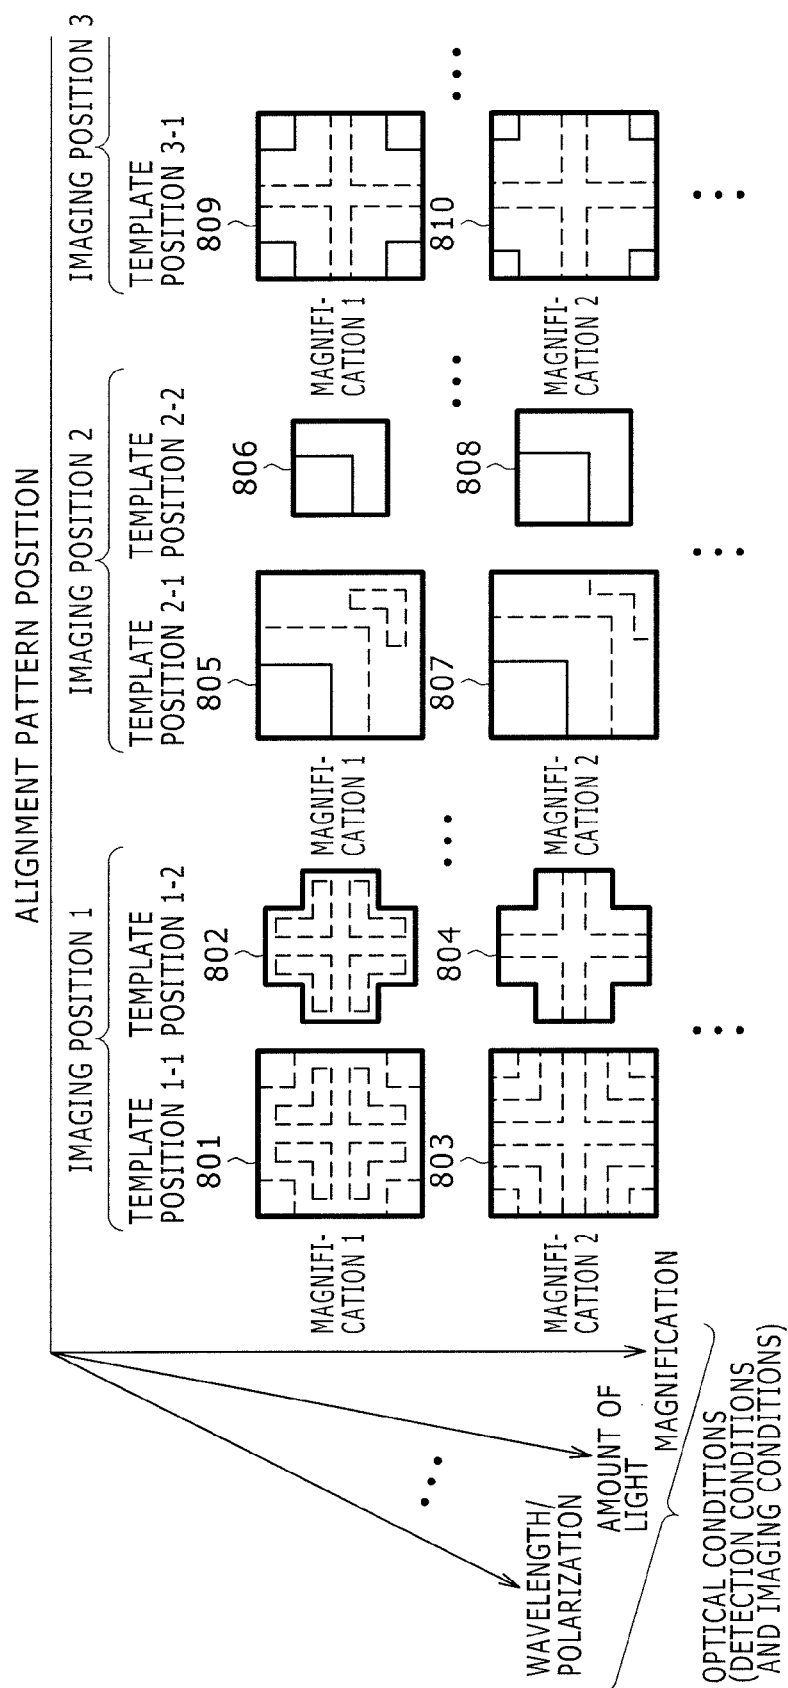 ALIGNMENT PATTERN POSITION
IMAGING POSITION 1
IMAGING POSITION 2
IMAGING POSITION 3
TEMPLATE
POSITION 1-1
TEMPLATE
POSITION 1-2
TEMPLATE
POSITION 2-1
TEMPLATE
POSITION 2-2
TEMPLATE
POSITION 3-1
801
802
805
806
809
MAGNIFI-
CATION 1
MAGNIFI-
CATION 1
MAGNIFI-
CATION 1
803
804
807
808
810
MAGNIFI-
CATION 2
MAGNIFI-
CATION 2
MAGNIFI-
CATION 2
WAVELENGTH/
POLARIZATION
AMOUNT OF
LIGHT
MAGNIFICATION
OPTICAL CONDITIONS
(DETECTION CONDITIONS
AND IMAGING CONDITIONS)